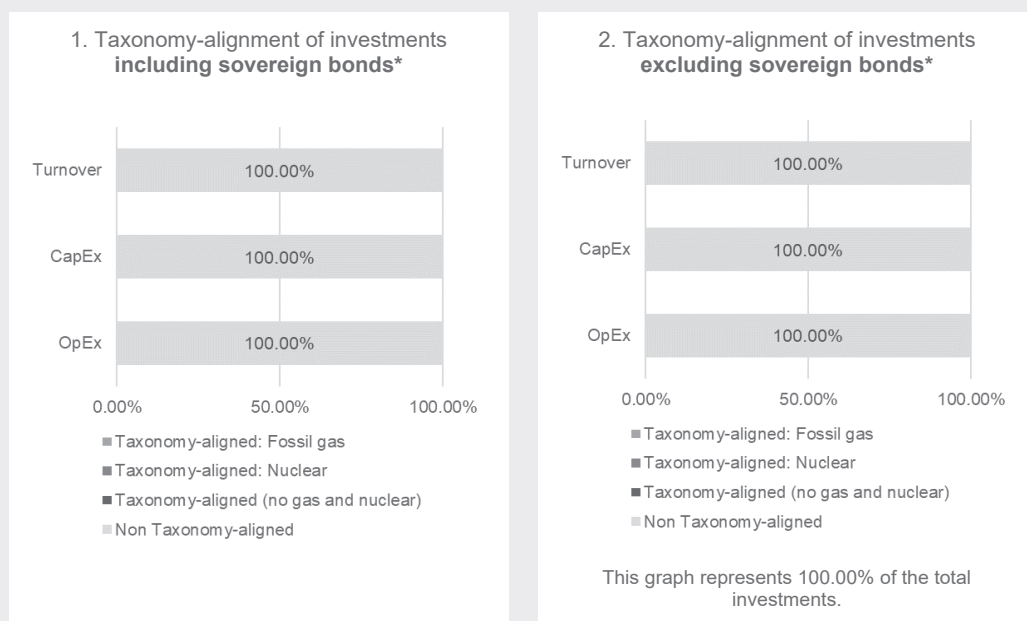 1. Taxonomy-alignment of investments
including sovereign bonds*
Turnover
100.00%
CapEx
100.00%
OpEx
100.00%
0.00%
50.00%
100.00%
Taxonomy-aligned: Fossil gas
Taxonomy-aligned: Nuclear
Taxonomy-aligned (no gas and nuclear)
Non Taxonomy-aligned
2. Taxonomy-alignment of investments
excluding sovereign bonds*
Turnover
100.00%
CapEx
100.00%
OpEx
100.00%
0.00%
50.00%
100.00%
Taxonomy-aligned: Fossil gas
Taxonomy-aligned: Nuclear
Taxonomy-aligned (no gas and nuclear)
Non Taxonomy-aligned
This graph represents 100.00% of the total
investments.